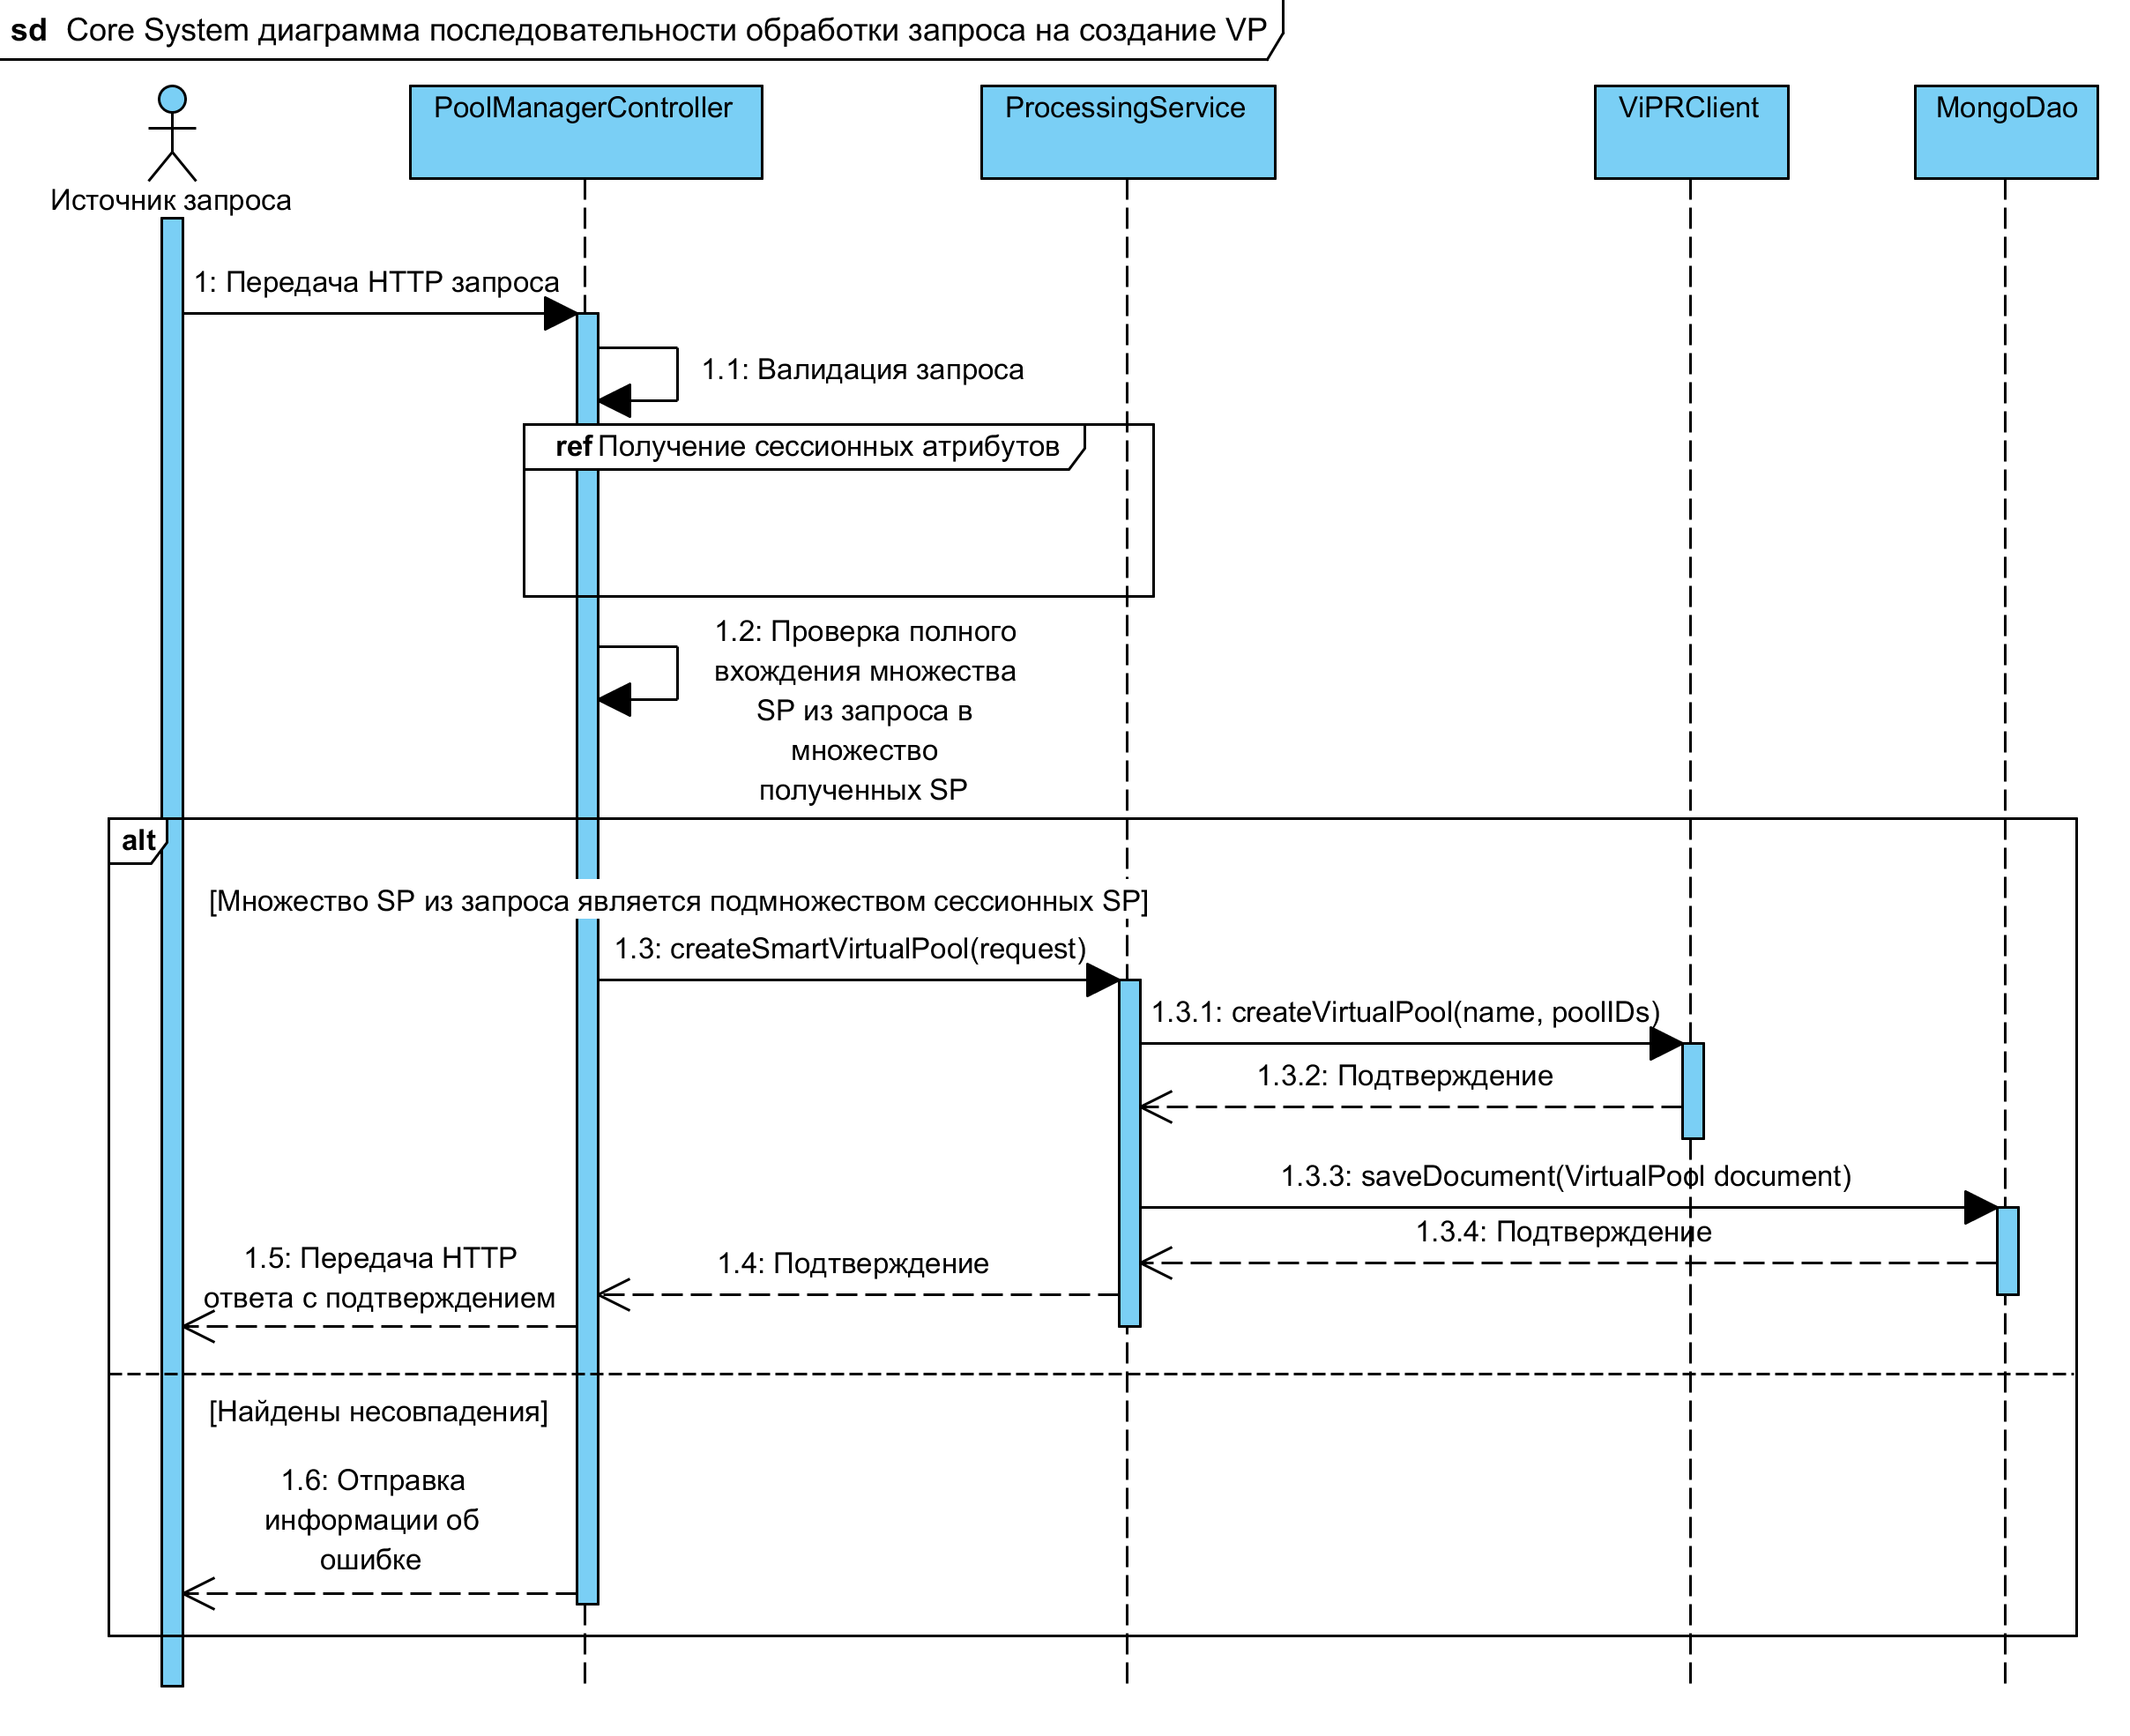 sd Core System диаграмма последовательности обработки запроса на создание VP
PoolManagerController
ProcessingService
ViPRClient
MongoDao
Источник запроса
1: Передача HTTP запроса
1.1: Валидация запроса
ref Получение сессионных атрибутов
1.2: Проверка полного
вхождения множества
SP из запроса в
множество
полученных SP
alt
[Множество SP из запроса является подмножеством сессионных SP]
1.3: createSmartVirtualPool(request)
1.3.1: createVirtualPool(name, poolIDs)
1.3.2: Подтверждение
1.3.3: saveDocument(VirtualPool document)
1.3.4: Подтверждение
1.4: Подтверждение
1.5: Передача HTTP
ответа с подтверждением
[Найдены несовпадения]
1.6: Отправка
информации об
ошибке